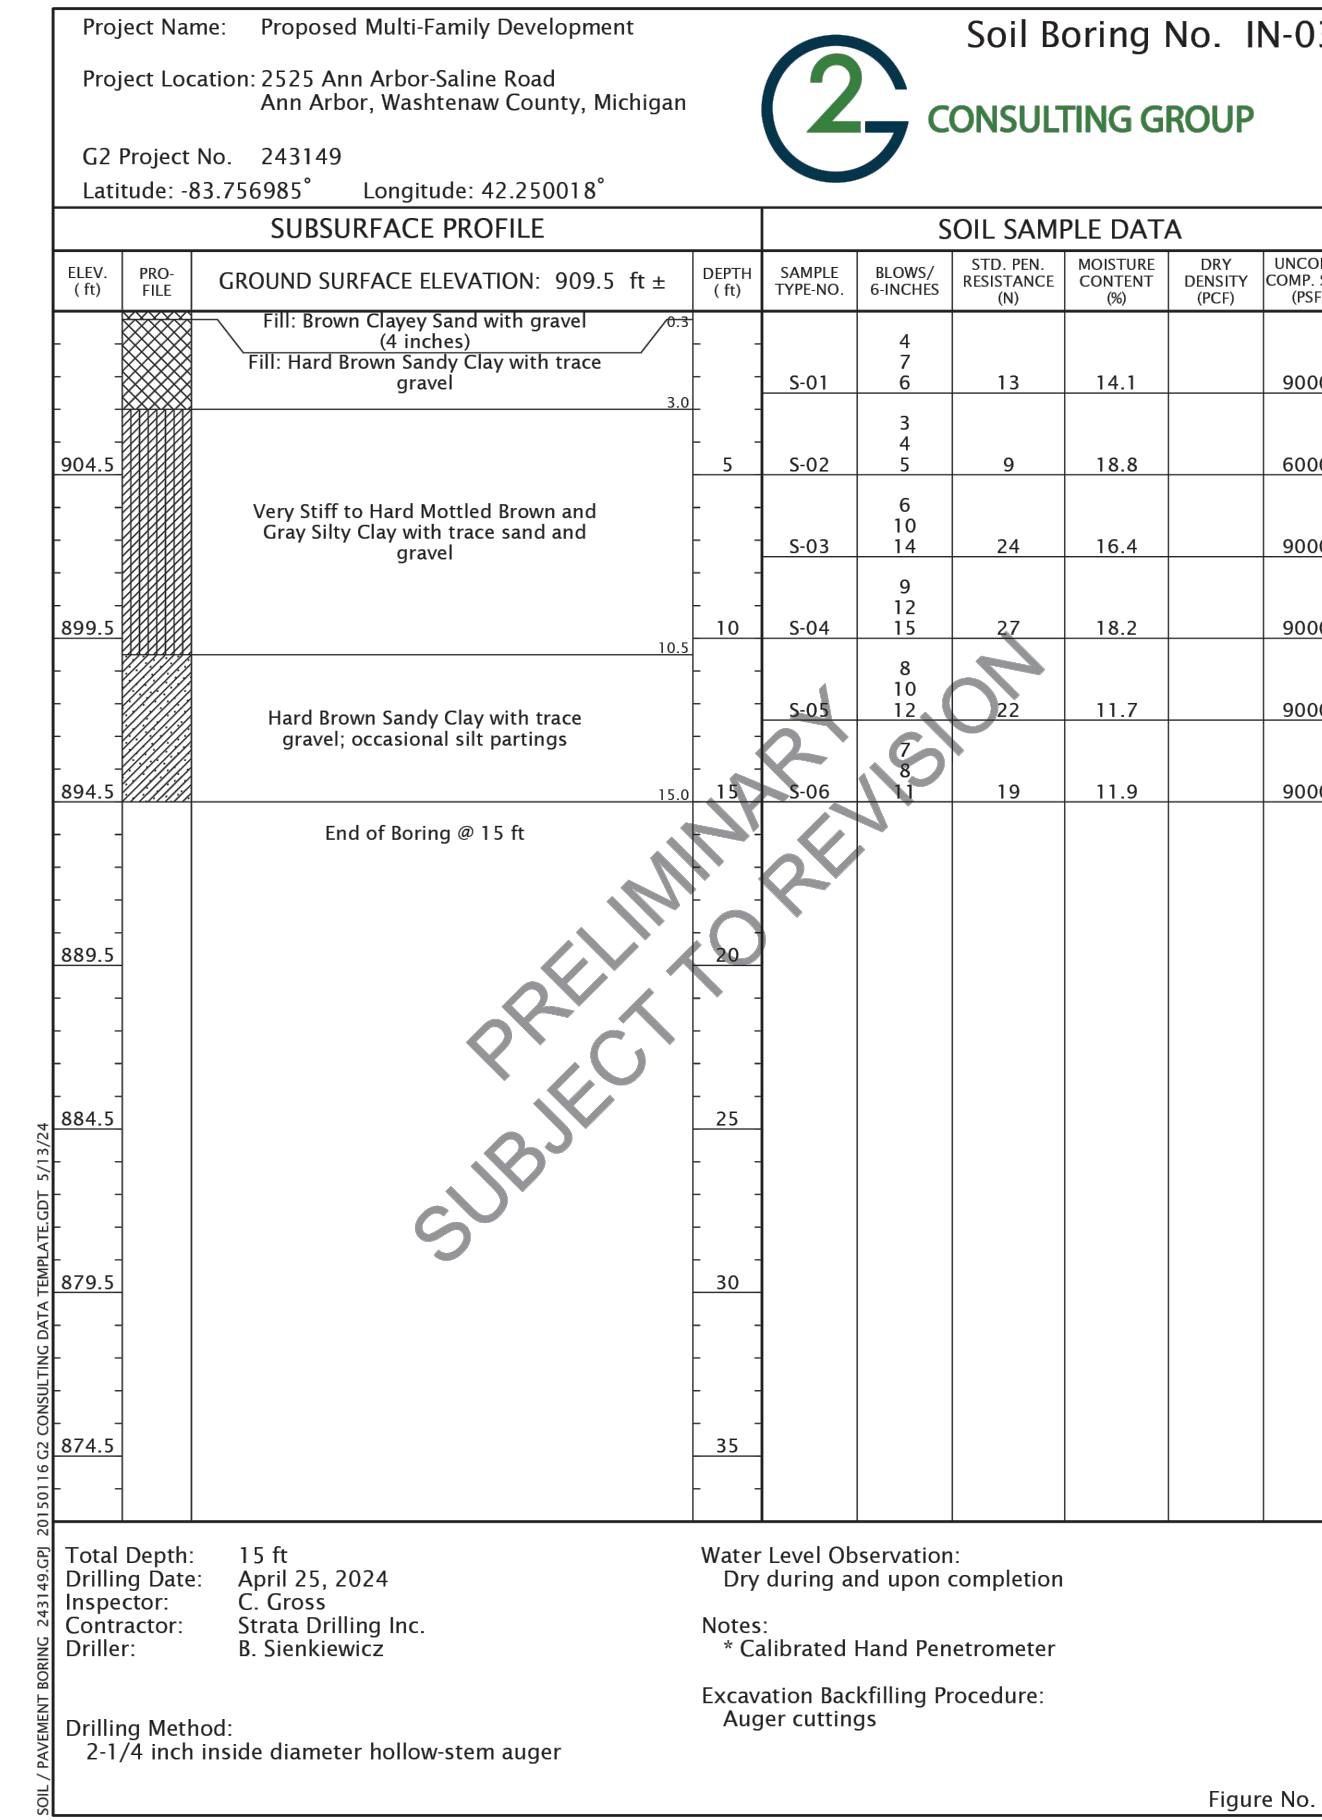 Project Name: Proposed Multi-Family Development
Soil Boring No. IN-03
Project Location: 2525 Ann Arbor-Saline Road
Ann Arbor, Washtenaw County, Michigan
G2 CONSULTING GROUP
G2 Project No. 243149
Latitude: -83.756985° Longitude: 42.250018°
SUBSURFACE PROFILE SOIL SAMPLE DATA
ELEV. ( ft) PRO-FILE GROUND SURFACE ELEVATION: 909.5 ft ± DEPTH ( ft) SAMPLE TYPE-NO. BLOWS/ 6-INCHES STD. PEN. RESISTANCE (N) MOISTURE CONTENT (%) DRY DENSITY (PCF) UNCO COMP. (PSF
Fill: Brown Clayey Sand with gravel 0.3
(4 inches) 4
Fill: Hard Brown Sandy Clay with trace 7
gravel S-01 6 13 14.1 900
3.0
3
4
904.5 5 S-02 5 9 18.8 600
Very Stiff to Hard Mottled Brown and 6
Gray Silty Clay with trace sand and 10
gravel S-03 14 24 16.4 900
9
12
899.5 10 S-04 15 27 18.2 900
10.5
8
10
Hard Brown Sandy Clay with trace S-05 12 22 11.7 900
gravel; occasional silt partings
7
8
894.5 15.0 15 S-06 11 19 11.9 900
End of Boring @ 15 ft
PRELIMINARY
SUBJECT TO REVISION
889.5 20
884.5 25
879.5 30
874.5 35
SOIL / PAVEMENT BORING 243149.GPJ 20150116 G2 CONSULTING DATA TEMPLATE.GDT 5/13/24
Total Depth: 15 ft
Drilling Date: April 25, 2024
Inspector: C. Gross
Contractor: Strata Drilling Inc.
Driller: B. Sienkiewicz
Drilling Method:
2-1/4 inch inside diameter hollow-stem auger
Water Level Observation:
Dry during and upon completion
Notes:
* Calibrated Hand Penetrometer
Excavation Backfilling Procedure:
Auger cuttings
Figure No.